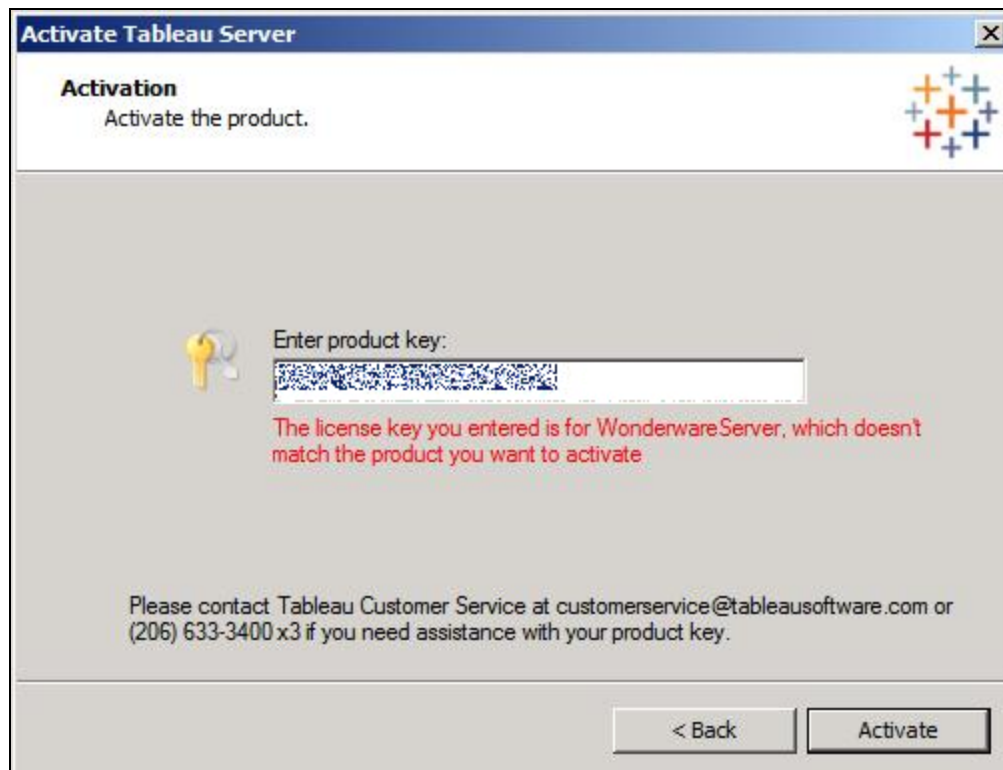 Activate Tableau Server
Activation
Activate the product.
Enter product key:
The license key you entered is for WonderwareServer, which doesn't
match the product you want to activate
Please contact Tableau Customer Service at customerservice@tableausoftware.com or
(206) 633-3400 x3 if you need assistance with your product key.
< Back
Activate